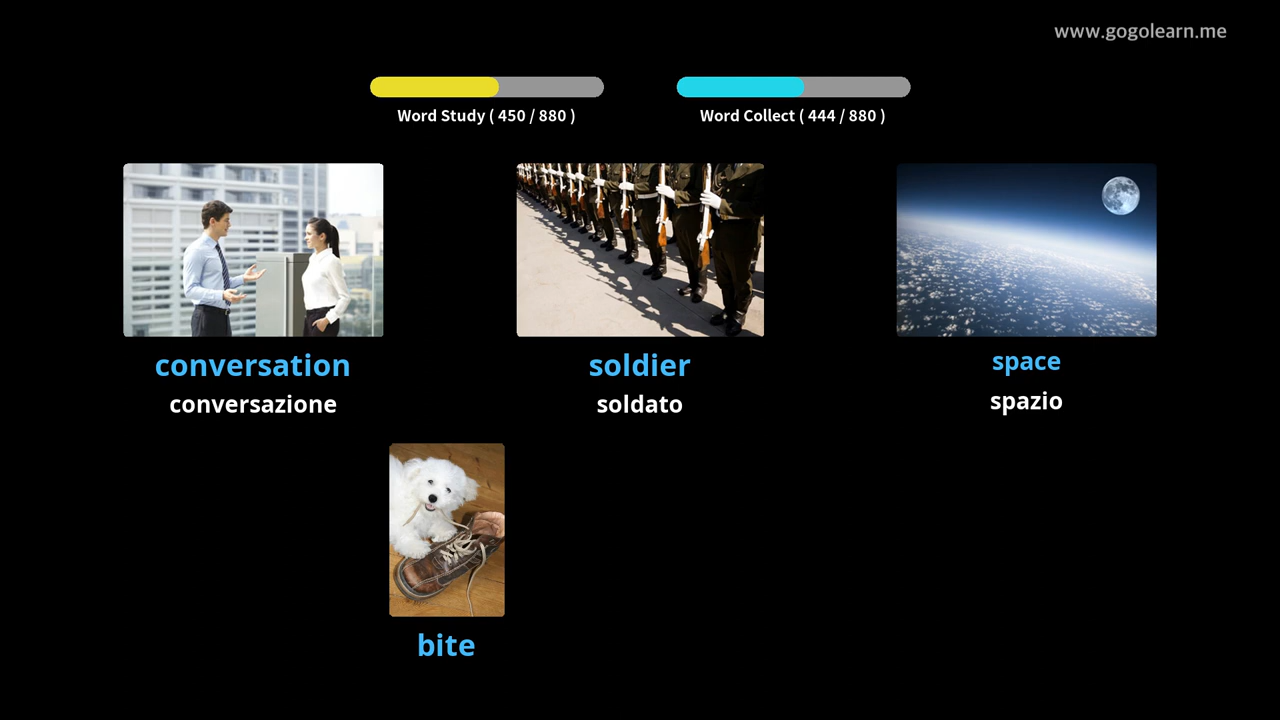 www.gogolearn.me
Word Study ( 450 / 880 )
Word Collect ( 444 / 880 )
conversation
conversazione
soldier
soldato
space
spazio
bite